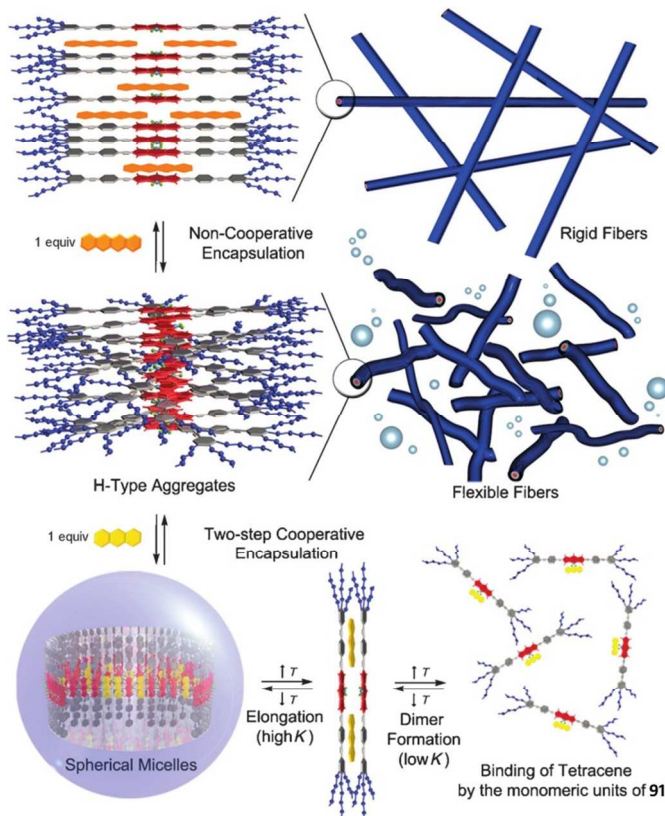 1 equiv
Non-Cooperative
Encapsulation
Rigid Fibers
H-Type Aggregates
Flexible Fibers
1 equiv
Two-step Cooperative
Encapsulation
Spherical Micelles
↑T
↓T
Elongation
(high K)
↑T
↓T
Dimer
Formation
(low K)
Binding of Tetracene
by the monomeric units of 91